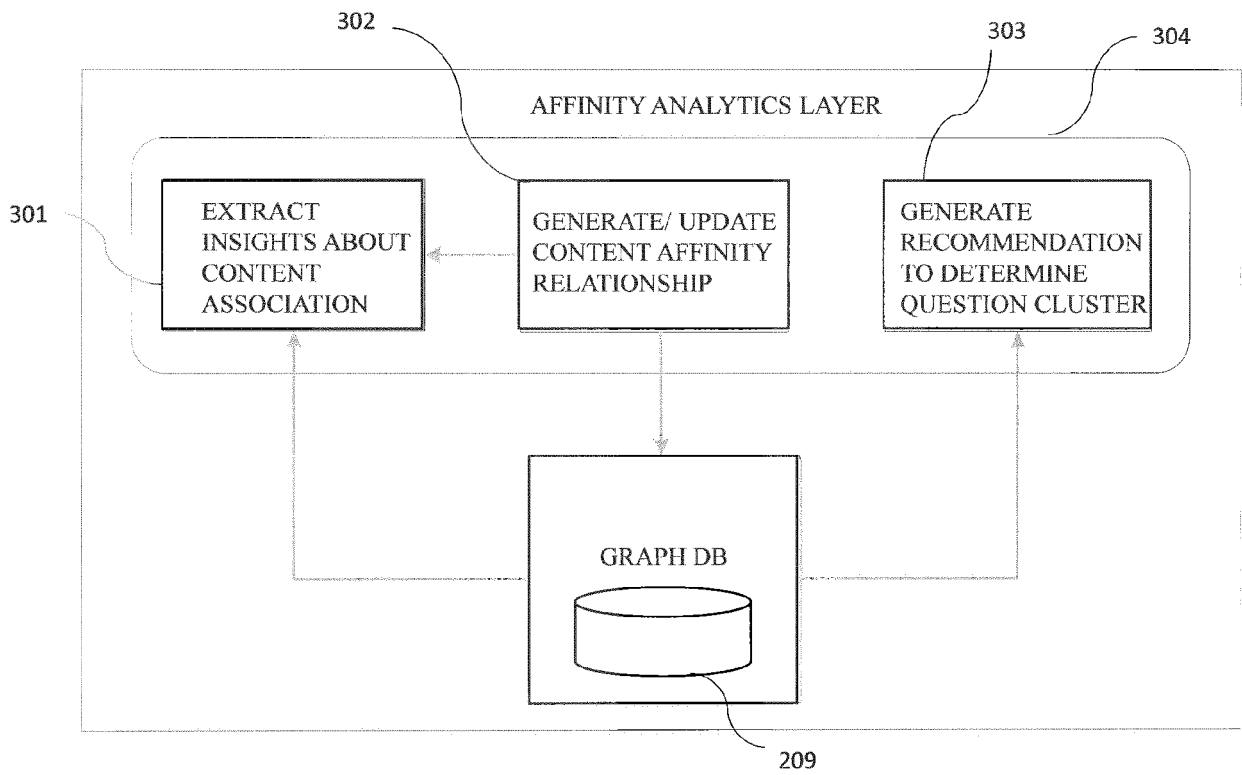 302
303
304
AFFINITY ANALYTICS LAYER
301
EXTRACT
INSIGHTS ABOUT
CONTENT
ASSOCIATION
GENERATE/ UPDATE
CONTENT AFFINITY
RELATIONSHIP
GENERATE
RECOMMENDATION
TO DETERMINE
QUESTION CLUSTER
GRAPH DB
209